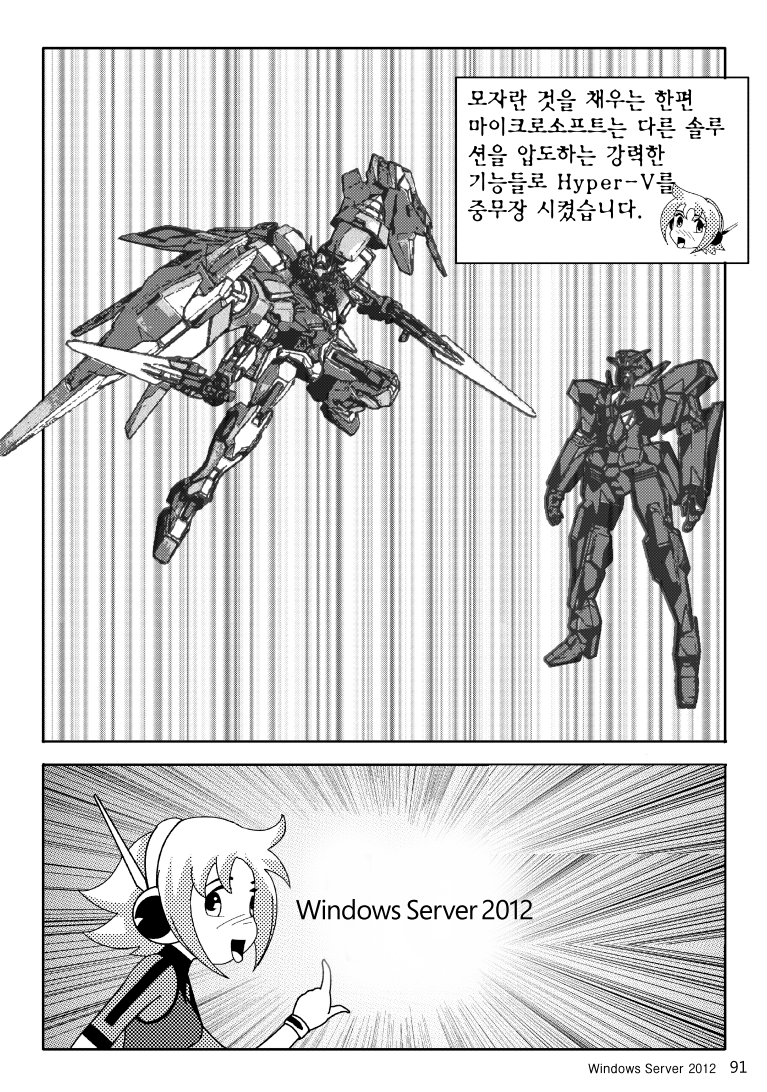 모자란 것을 채우는 한편
마이크로소프트는 다른 솔루
션을 압도하는 강력한
기능들로 Hyper-V를
중무장 시켰습니다.
Windows Server 2012
Windows Server 2012 91